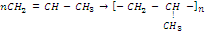 nCH₂ = CH − CH₃ → [− CH₂ − CH −]ₙ
CH₃